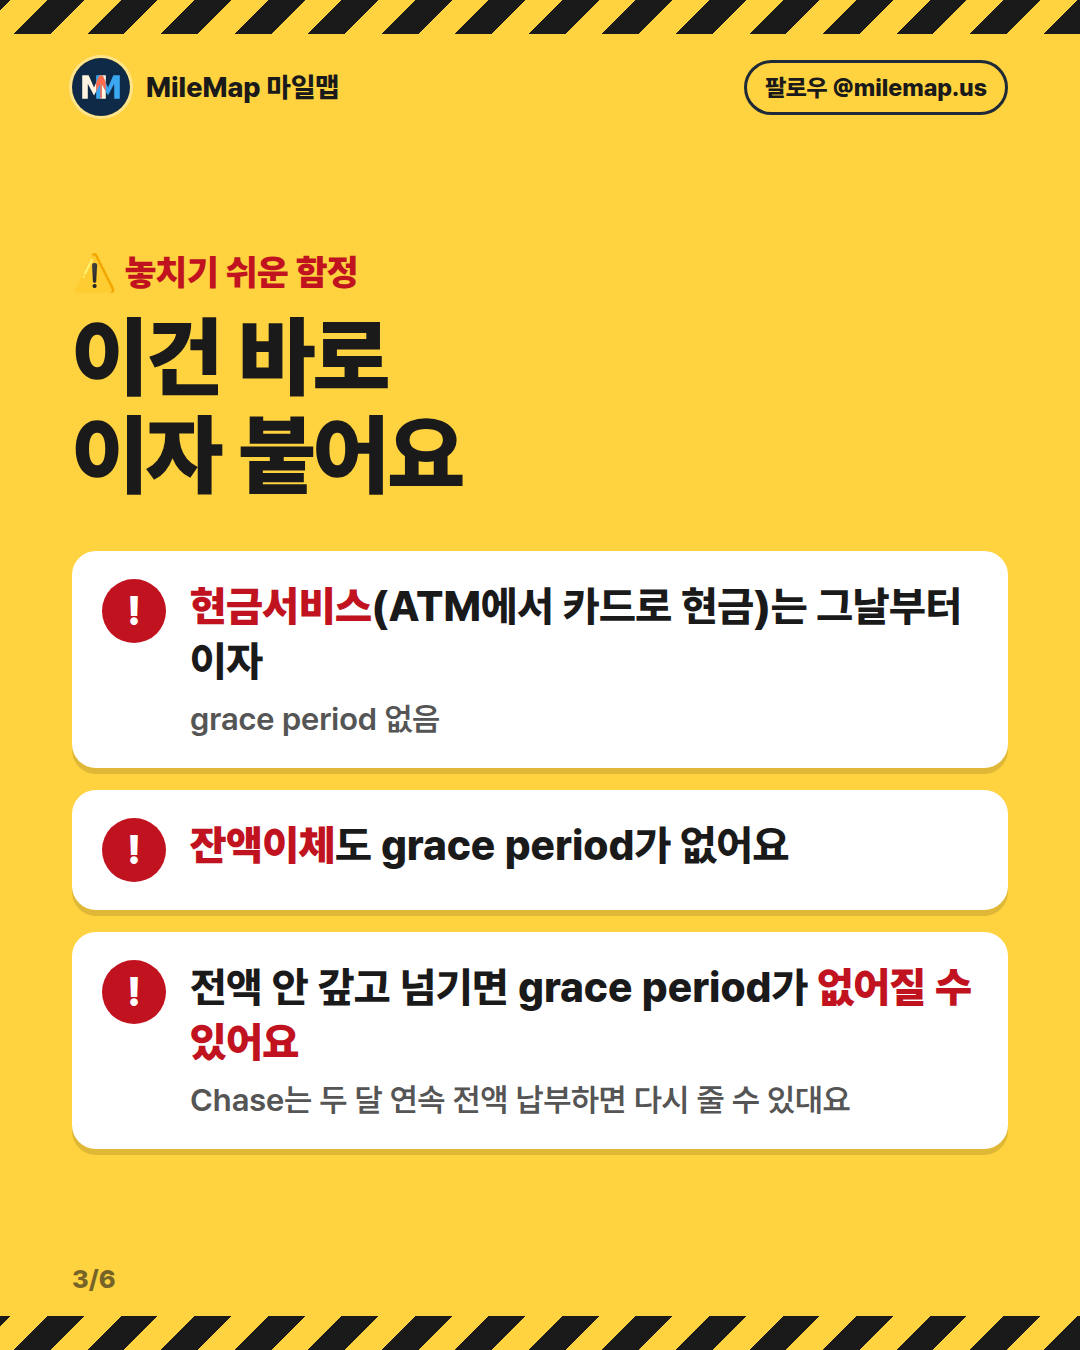 MM
MileMap 마일맵
팔로우 @milemap.us
⚠️ 놓치기 쉬운 함정
이건 바로
이자 붙어요
! 현금서비스(ATM에서 카드로 현금)는 그날부터
이자
grace period 없음
! 잔액이체도 grace period가 없어요
! 전액 안 갚고 넘기면 grace period가 없어질 수
있어요
Chase는 두 달 연속 전액 납부하면 다시 줄 수 있대요
3/6